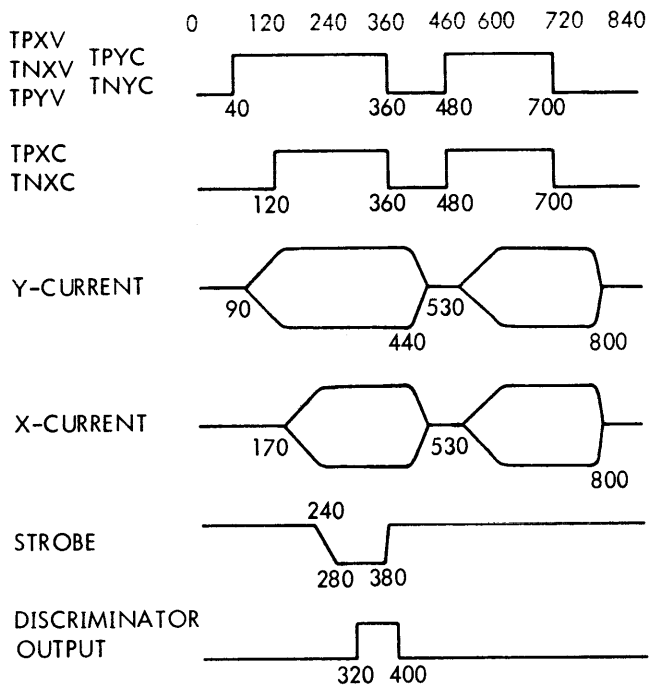 0 120 240 360 460 600 720 840
TPXV
TNXV TPYC
TPYV TNYC
40 360 480 700
TPXC
TNXC
120 360 480 700
Y-CURRENT
90 440 530 800
X-CURRENT
170 530 800
240
STROBE
280 380
DISCRIMINATOR
OUTPUT
320 400